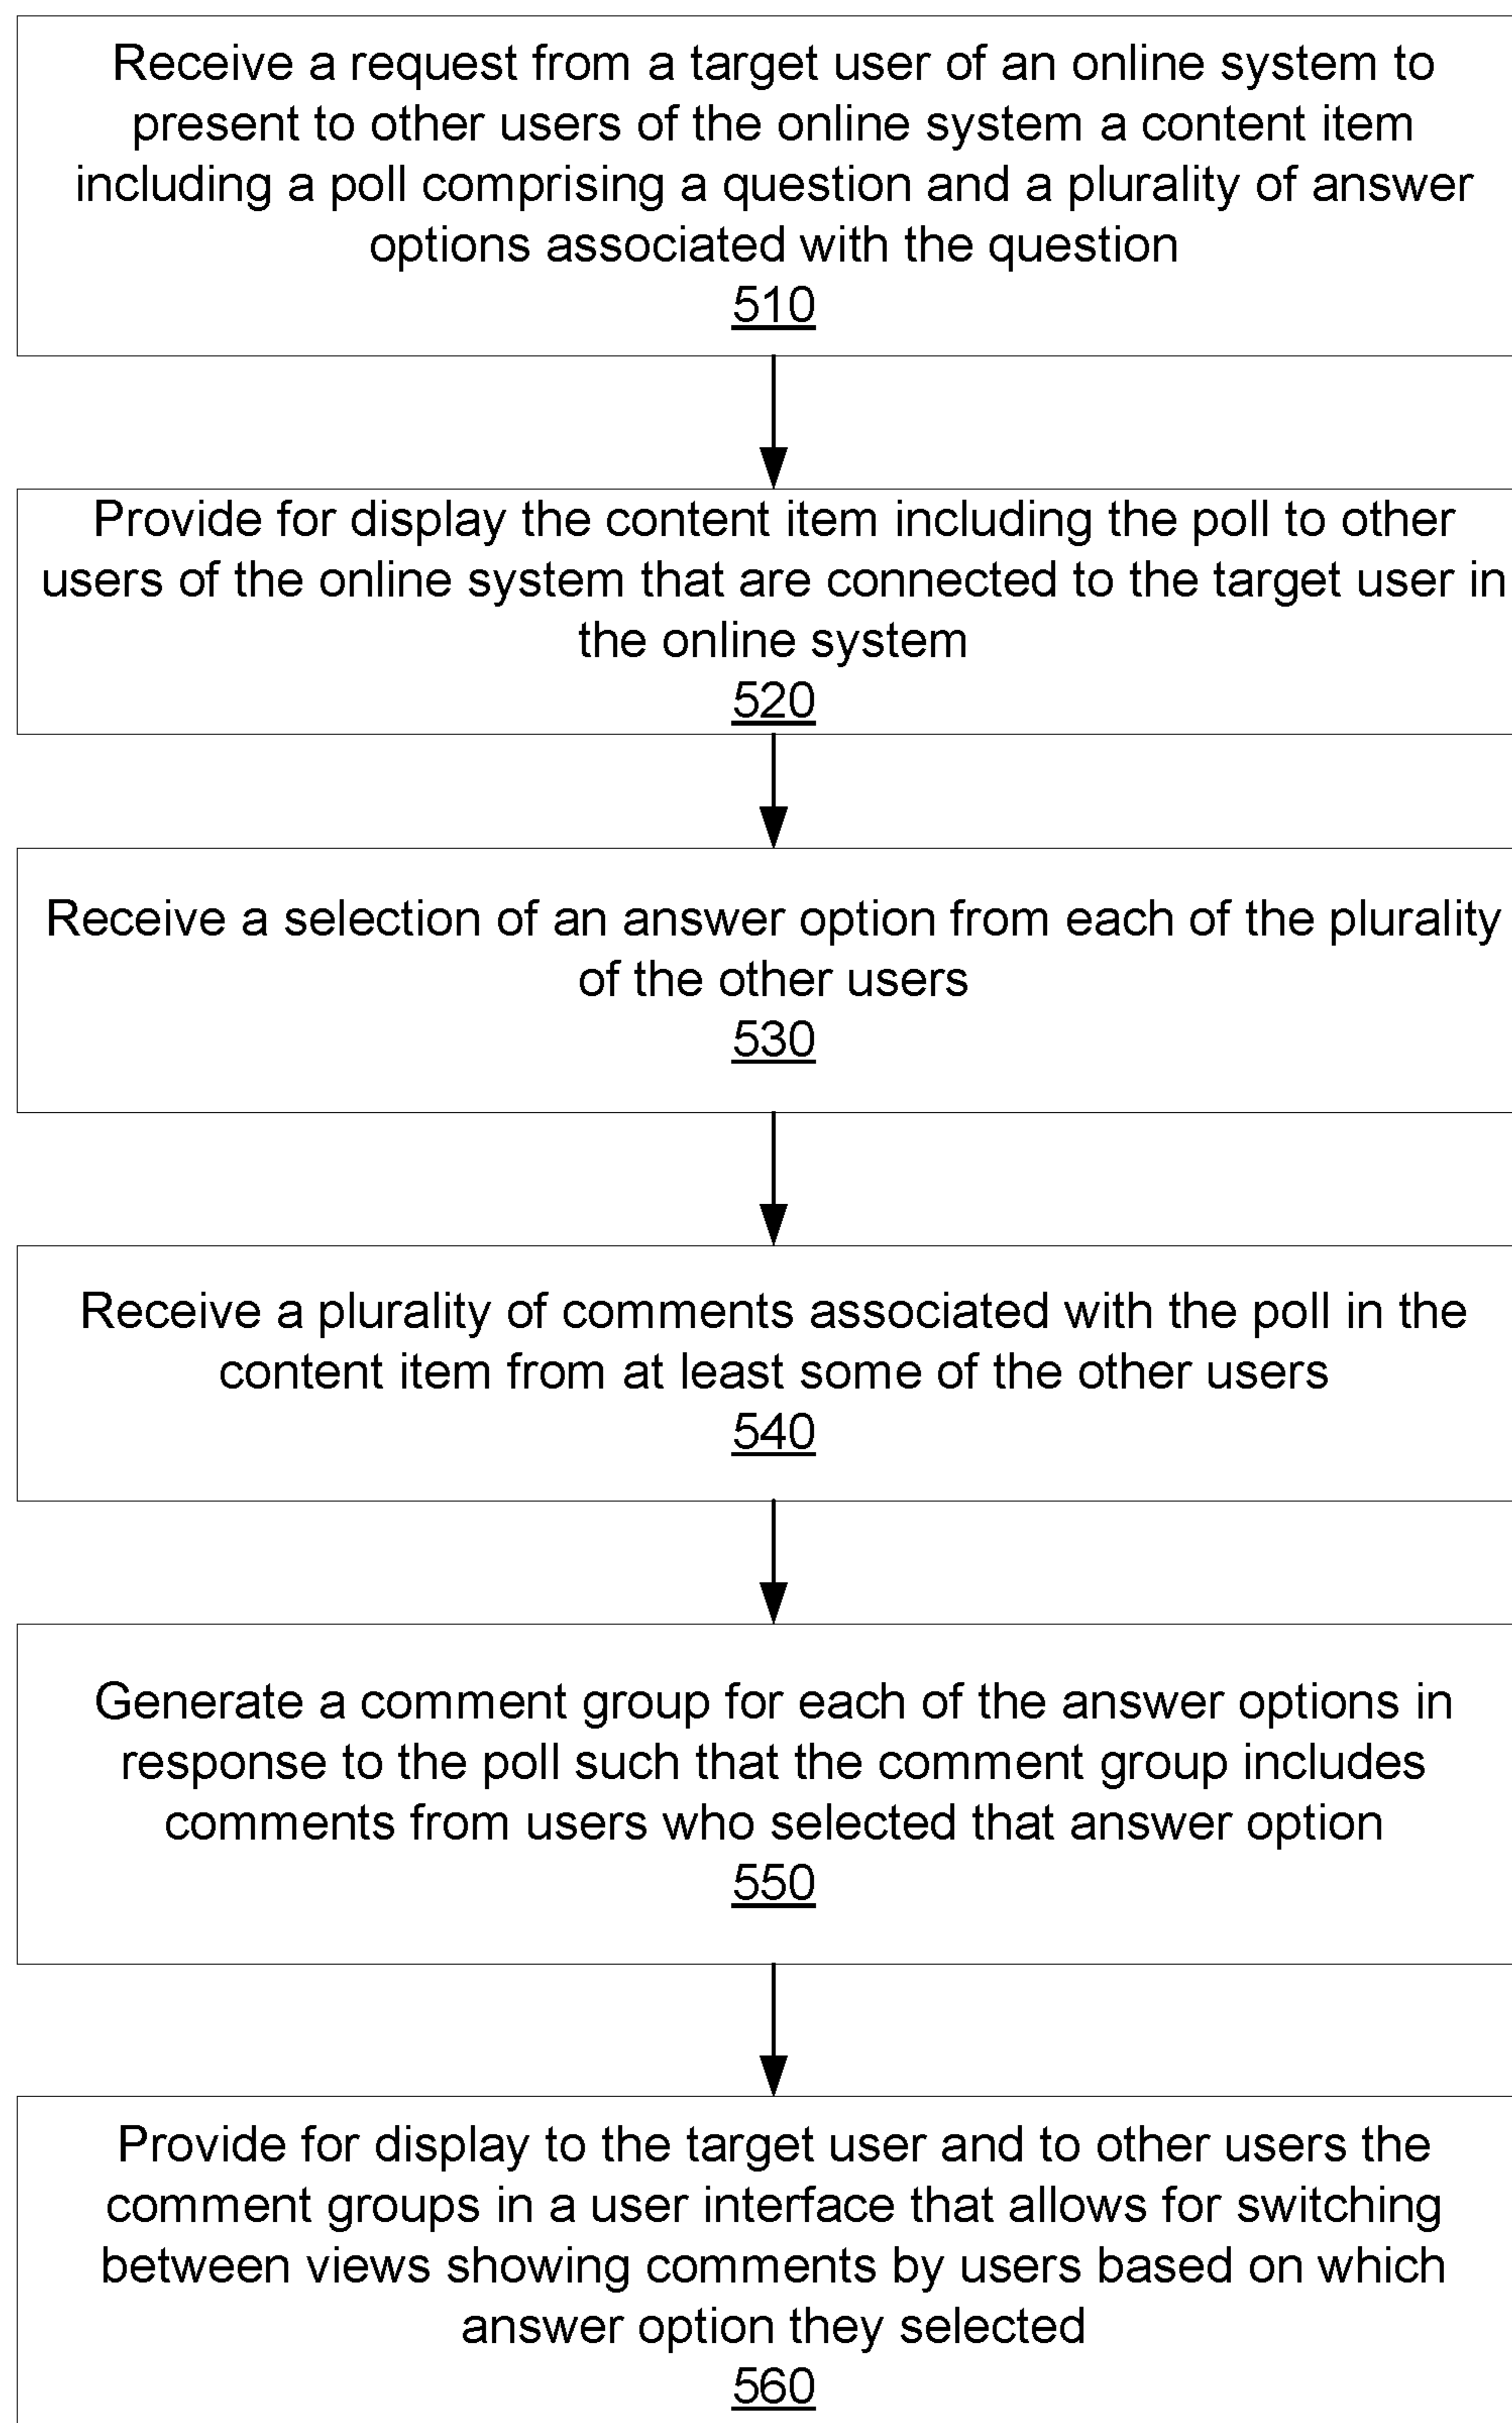 Receive a request from a target user of an online system to
present to other users of the online system a content item
including a poll comprising a question and a plurality of answer
options associated with the question
510
Provide for display the content item including the poll to other
users of the online system that are connected to the target user in
the online system
520
Receive a selection of an answer option from each of the plurality
of the other users
530
Receive a plurality of comments associated with the poll in the
content item from at least some of the other users
540
Generate a comment group for each of the answer options in
response to the poll such that the comment group includes
comments from users who selected that answer option
550
Provide for display to the target user and to other users the
comment groups in a user interface that allows for switching
between views showing comments by users based on which
answer option they selected
560